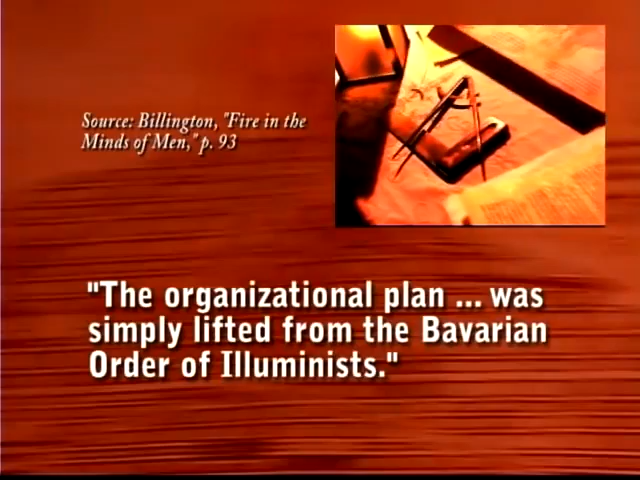 Source: Billington, "Fire in the
Minds of Men," p. 93
"The organizational plan ... was
simply lifted from the Bavarian
Order of Illuminists."